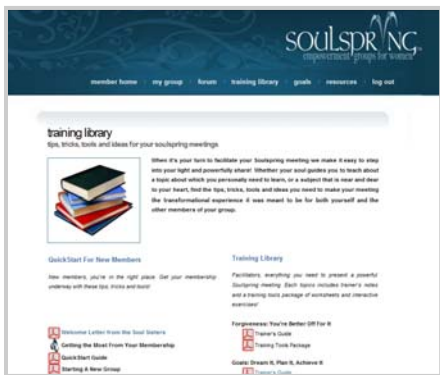 soulspring
empowerment groups for women
member home my group forum training library goals resources log out
training library
tips, tricks, tools and ideas for your soulspring meetings
When it's your turn to facilitate your Soulspring meeting we make it easy to step
into your light and powerfully share! Whether your soul guides you to teach about
a topic about which you personally need to learn, or a subject that is near and dear
to your heart, find the tips, tricks, tools and ideas you need to make your meeting
the transformational experience it was meant to be for both yourself and the
other members of your group.
QuickStart For New Members
New members, you're in the right place. Get your membership
underway with these tips, tricks and tools!
Welcome Letter from the Soul Sisters
Getting the Most From Your Membership
QuickStart Guide
Starting A New Group
Training Library
Facilitators, everything you need to present a powerful
Soulspring meeting. Each topics includes trainer's notes
and a training tools package of worksheets and interactive
exercises!
Forgiveness: You're Better Off For It
Trainer's Guide
Training Tools Package
Goals: Dream It, Plan It, Achieve It
Trainer's Guide